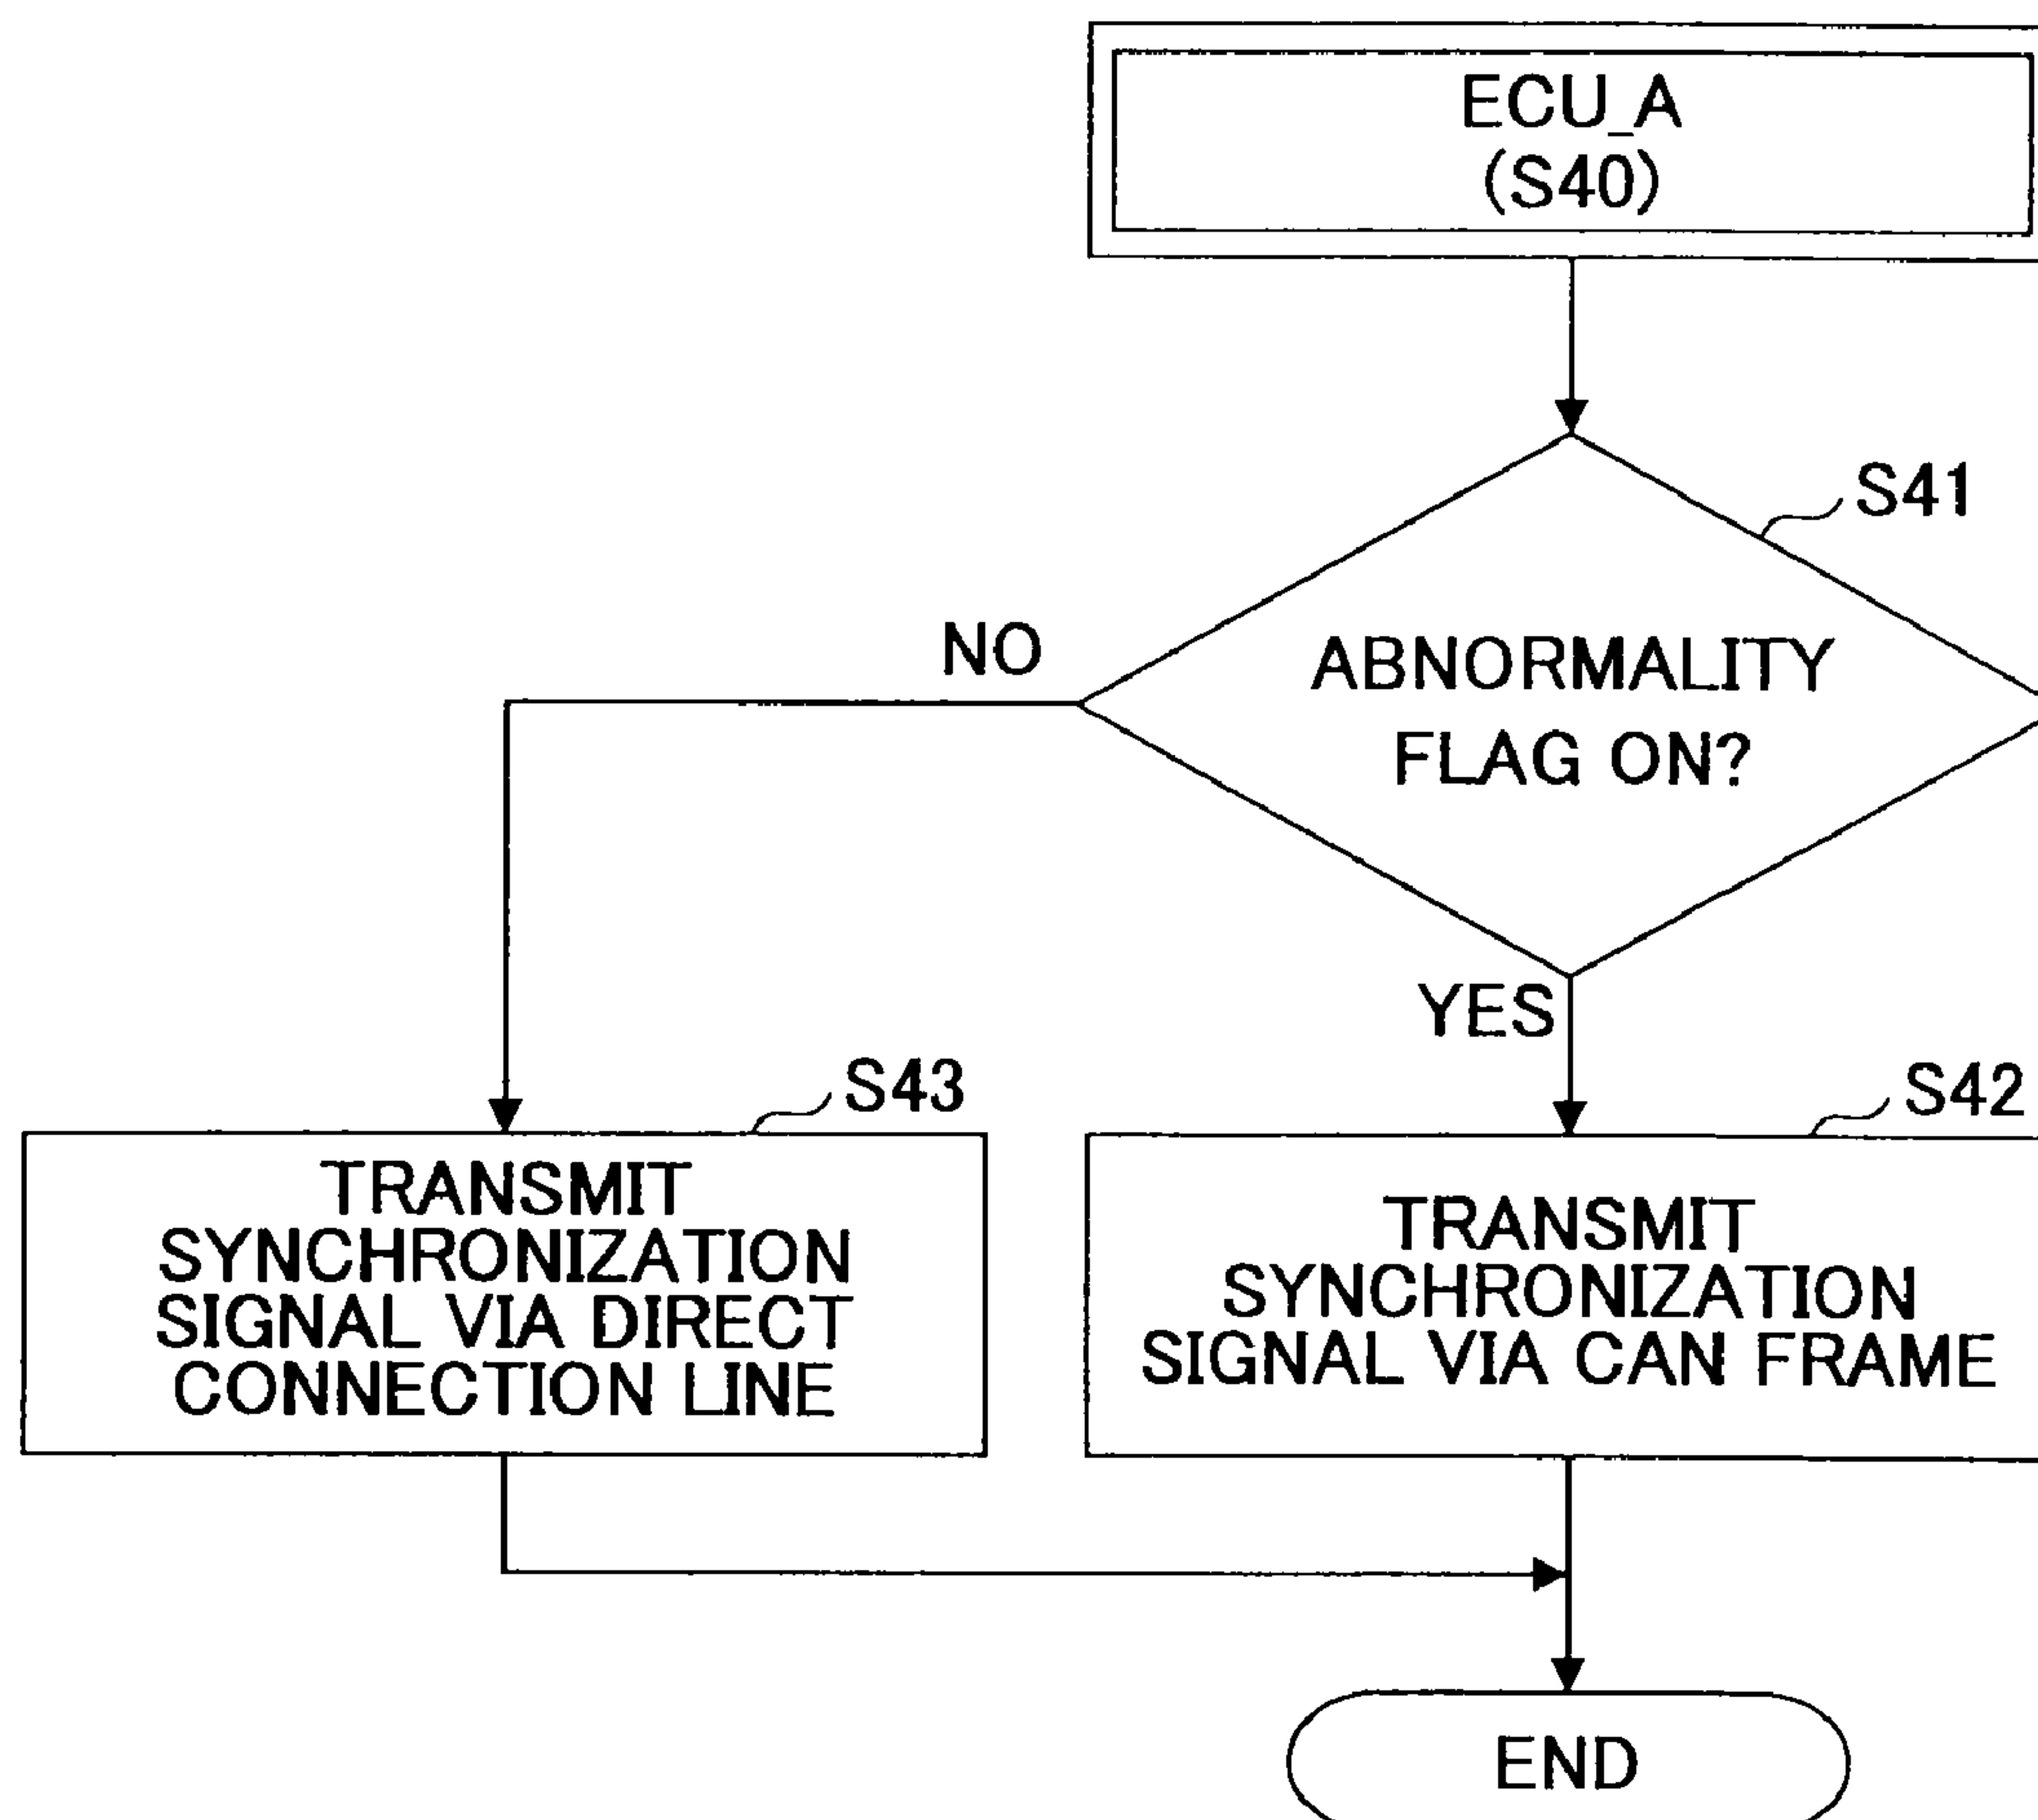 ECU_A
(S40)
S41
NO
ABNORMALITY
FLAG ON?
YES
S43
S42
TRANSMIT
SYNCHRONIZATION
SIGNAL VIA DIRECT
CONNECTION LINE
TRANSMIT
SYNCHRONIZATION
SIGNAL VIA CAN FRAME
END